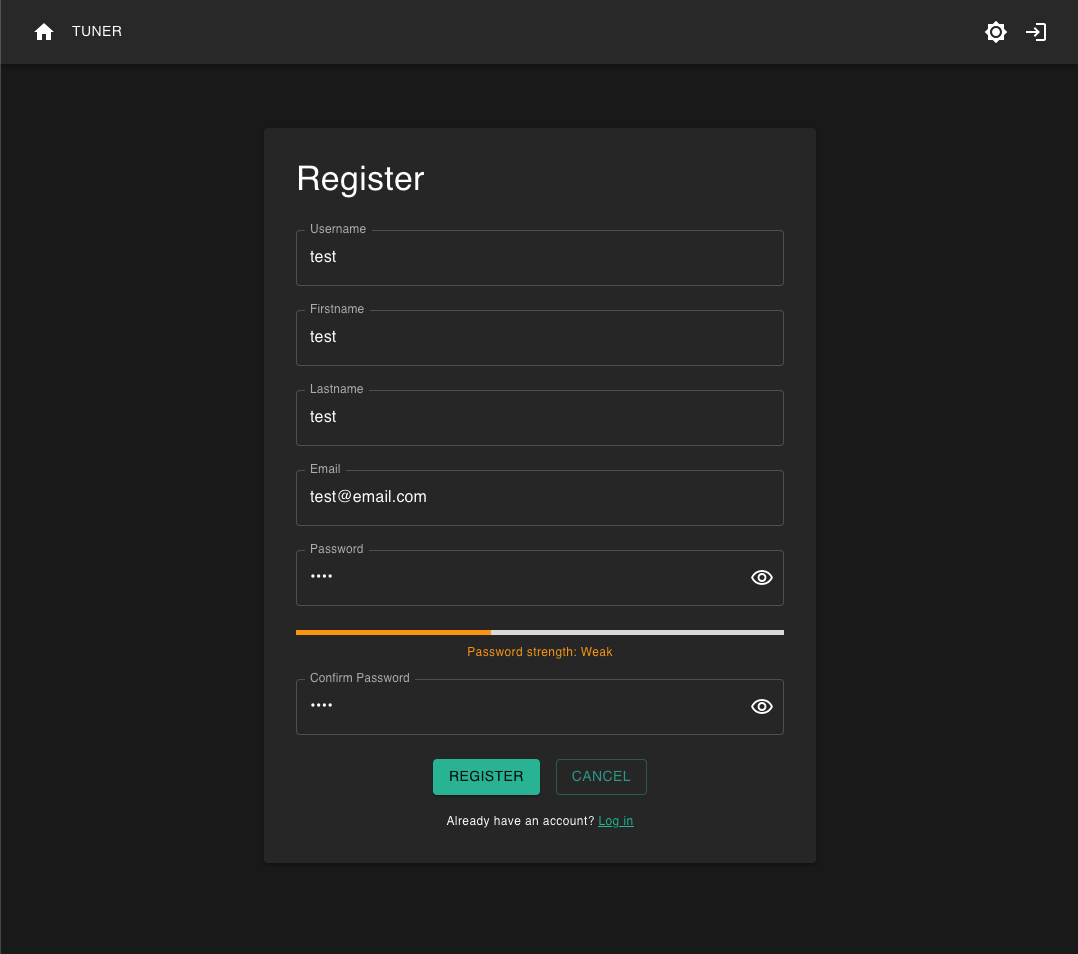 TUNER
Register
Username
test
Firstname
test
Lastname
test
Email
test@email.com
Password
••••
Password strength: Weak
Confirm Password
••••
REGISTER CANCEL
Already have an account? Log in